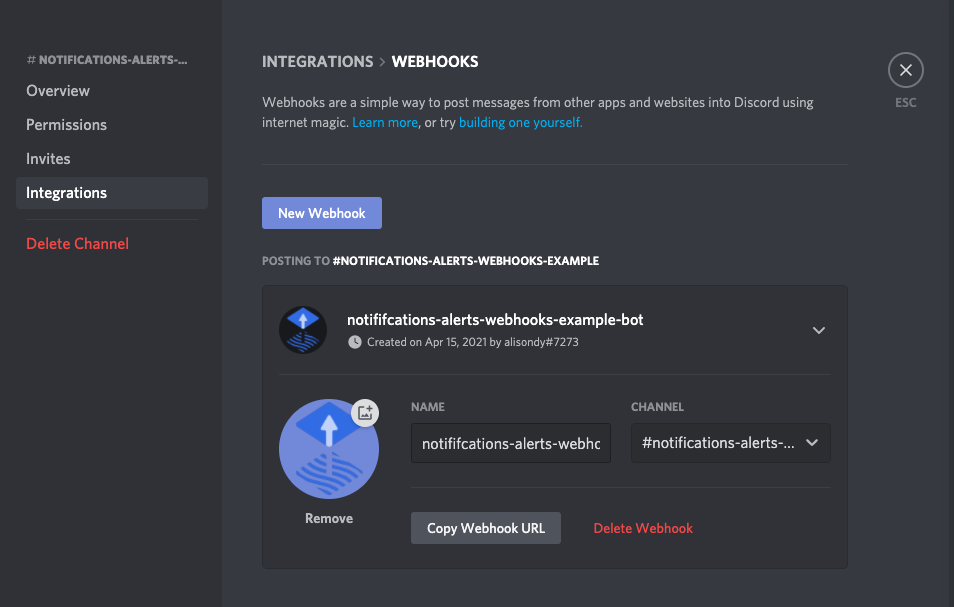 # NOTIFICATIONS-ALERTS-...
Overview
Permissions
Invites
Integrations
Delete Channel
INTEGRATIONS > WEBHOOKS
ESC
Webhooks are a simple way to post messages from other apps and websites into Discord using
internet magic. Learn more, or try building one yourself.
New Webhook
POSTING TO #NOTIFICATIONS-ALERTS-WEBHOOKS-EXAMPLE
notififcations-alerts-webhooks-example-bot
Created on Apr 15, 2021 by alisondy#7273
NAME
CHANNEL
notififcations-alerts-webho
#notifications-alerts-...
Remove
Copy Webhook URL
Delete Webhook